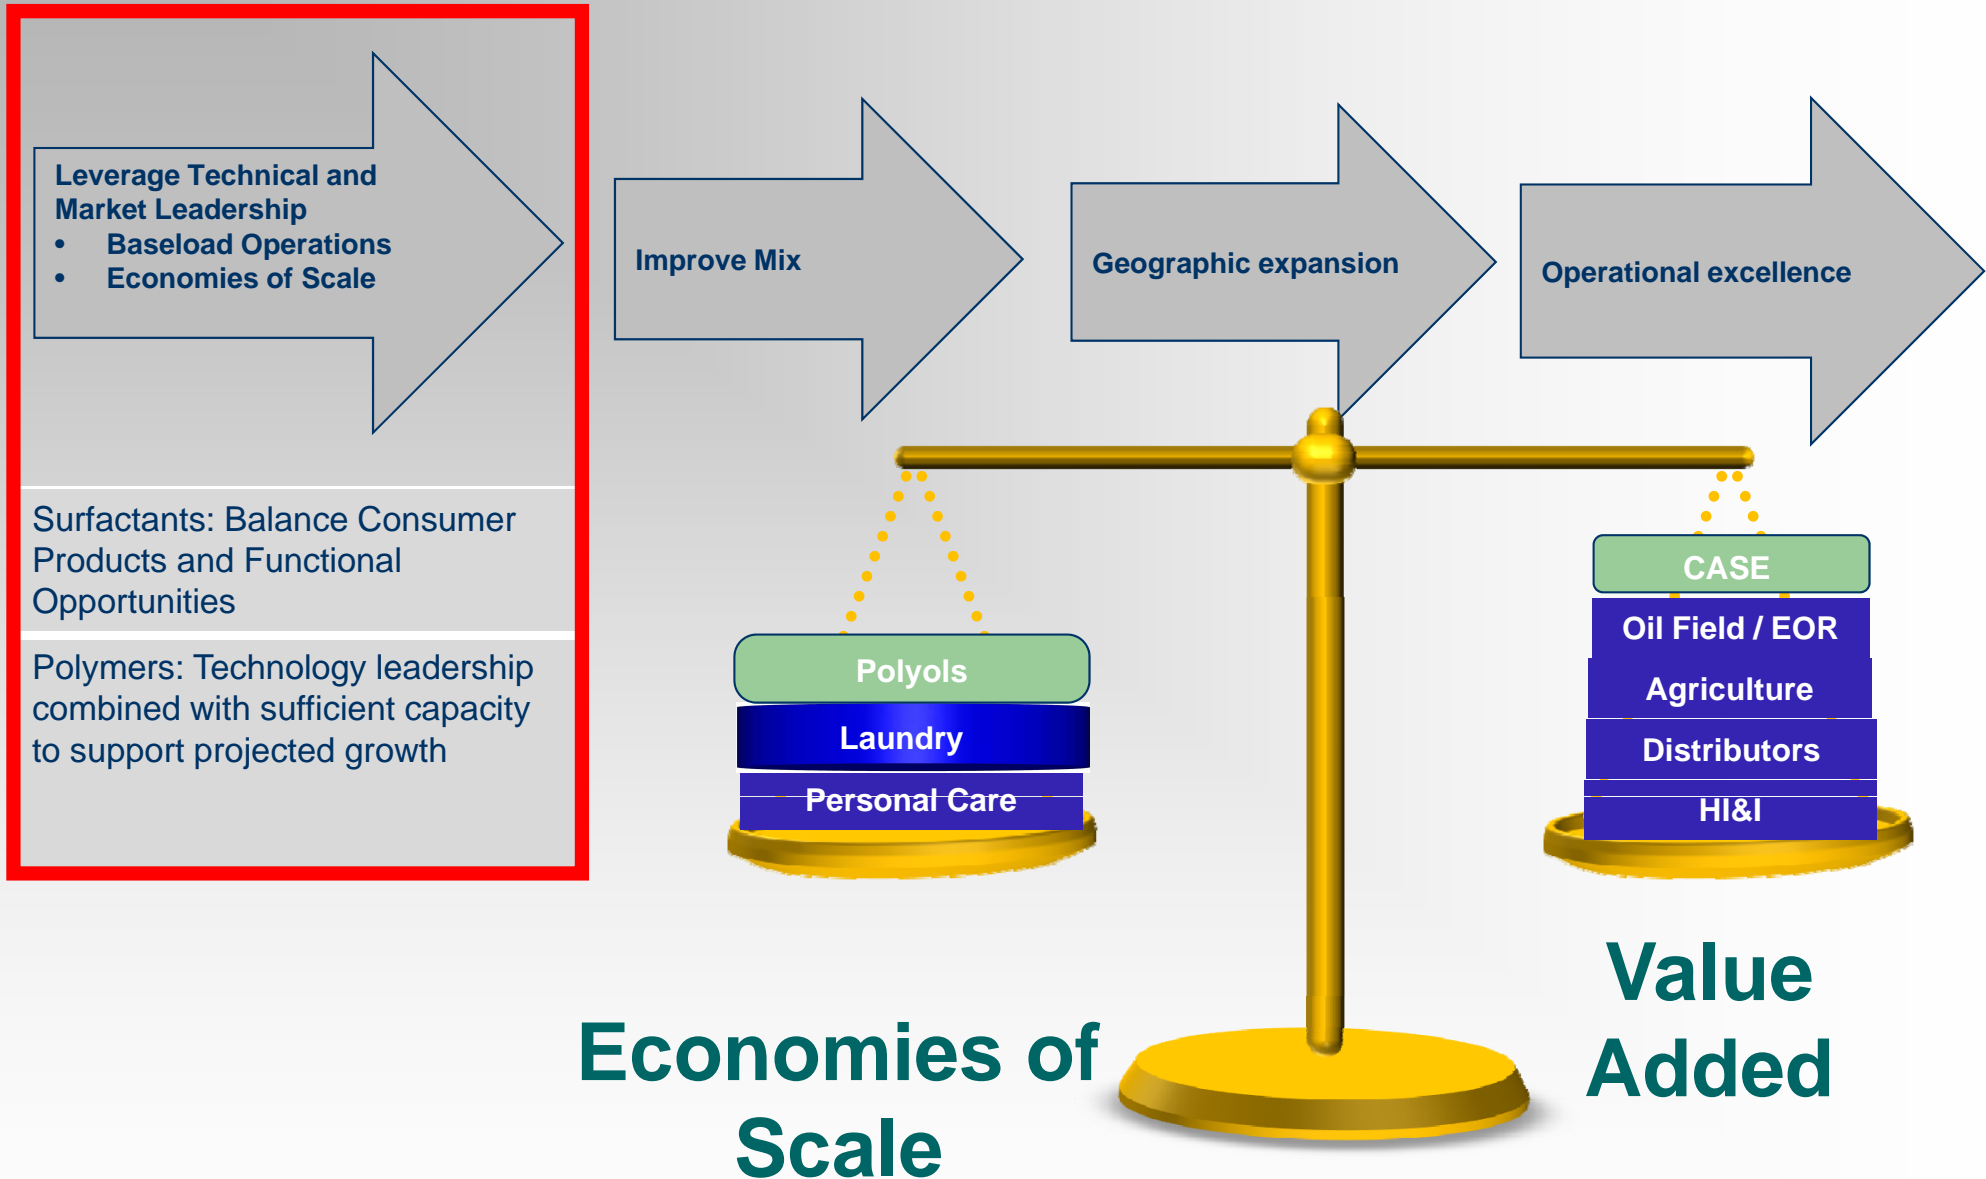 Leverage Technical and
Market Leadership
• Baseload Operations
• Economies of Scale
Improve Mix
Geographic expansion
Operational excellence
Surfactants: Balance Consumer
Products and Functional
Opportunities
Polymers: Technology leadership
combined with sufficient capacity
to support projected growth
Polyols
Laundry
Personal Care
CASE
Oil Field / EOR
Agriculture
Distributors
HI&I
Economies of
Scale
Value
Added